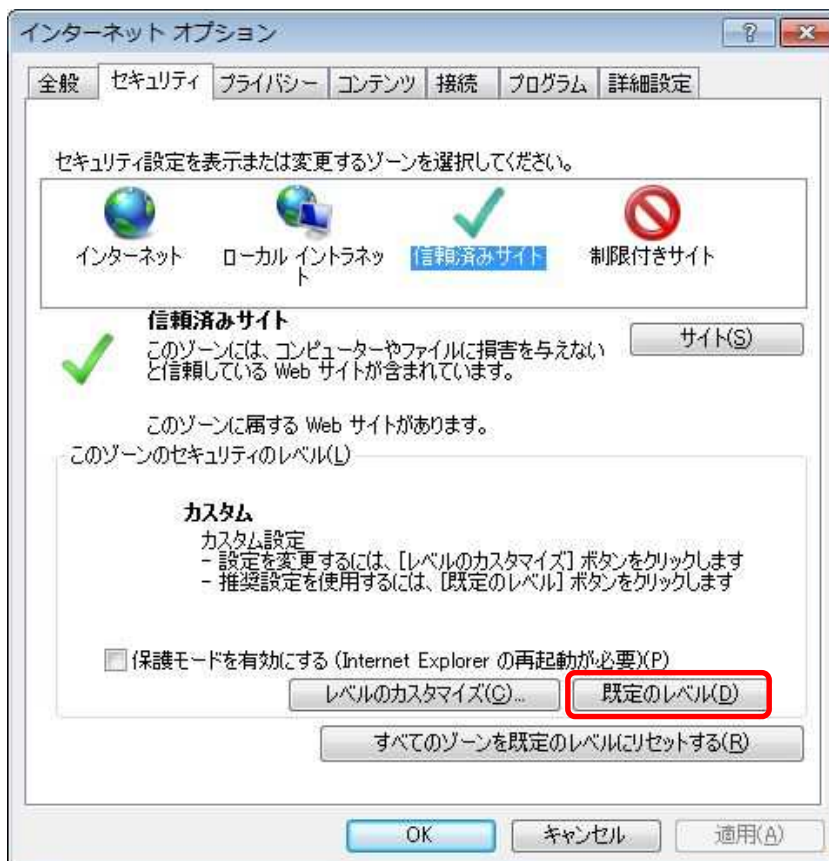 インターネット オプション
全般 セキュリティ プライバシー コンテンツ 接続 プログラム 詳細設定
セキュリティ設定を表示または変更するゾーンを選択してください。
インターネット ローカル イントラネッ
ト 信頼済みサイト 制限付きサイト
信頼済みサイト
このゾーンには、コンピューターやファイルに損害を与えない
と信頼している Web サイトが含まれています。
サイト(S)
このゾーンに属する Web サイトがあります。
このゾーンのセキュリティのレベル(L)
カスタム
カスタム設定
- 設定を変更するには、[レベルのカスタマイズ] ボタンをクリックします
- 推奨設定を使用するには、[既定のレベル] ボタンをクリックします
保護モードを有効にする (Internet Explorer の再起動が必要)(P)
レベルのカスタマイズ(C)... 既定のレベル(D)
すべてのゾーンを既定のレベルにリセットする(R)
OK キャンセル 適用(A)